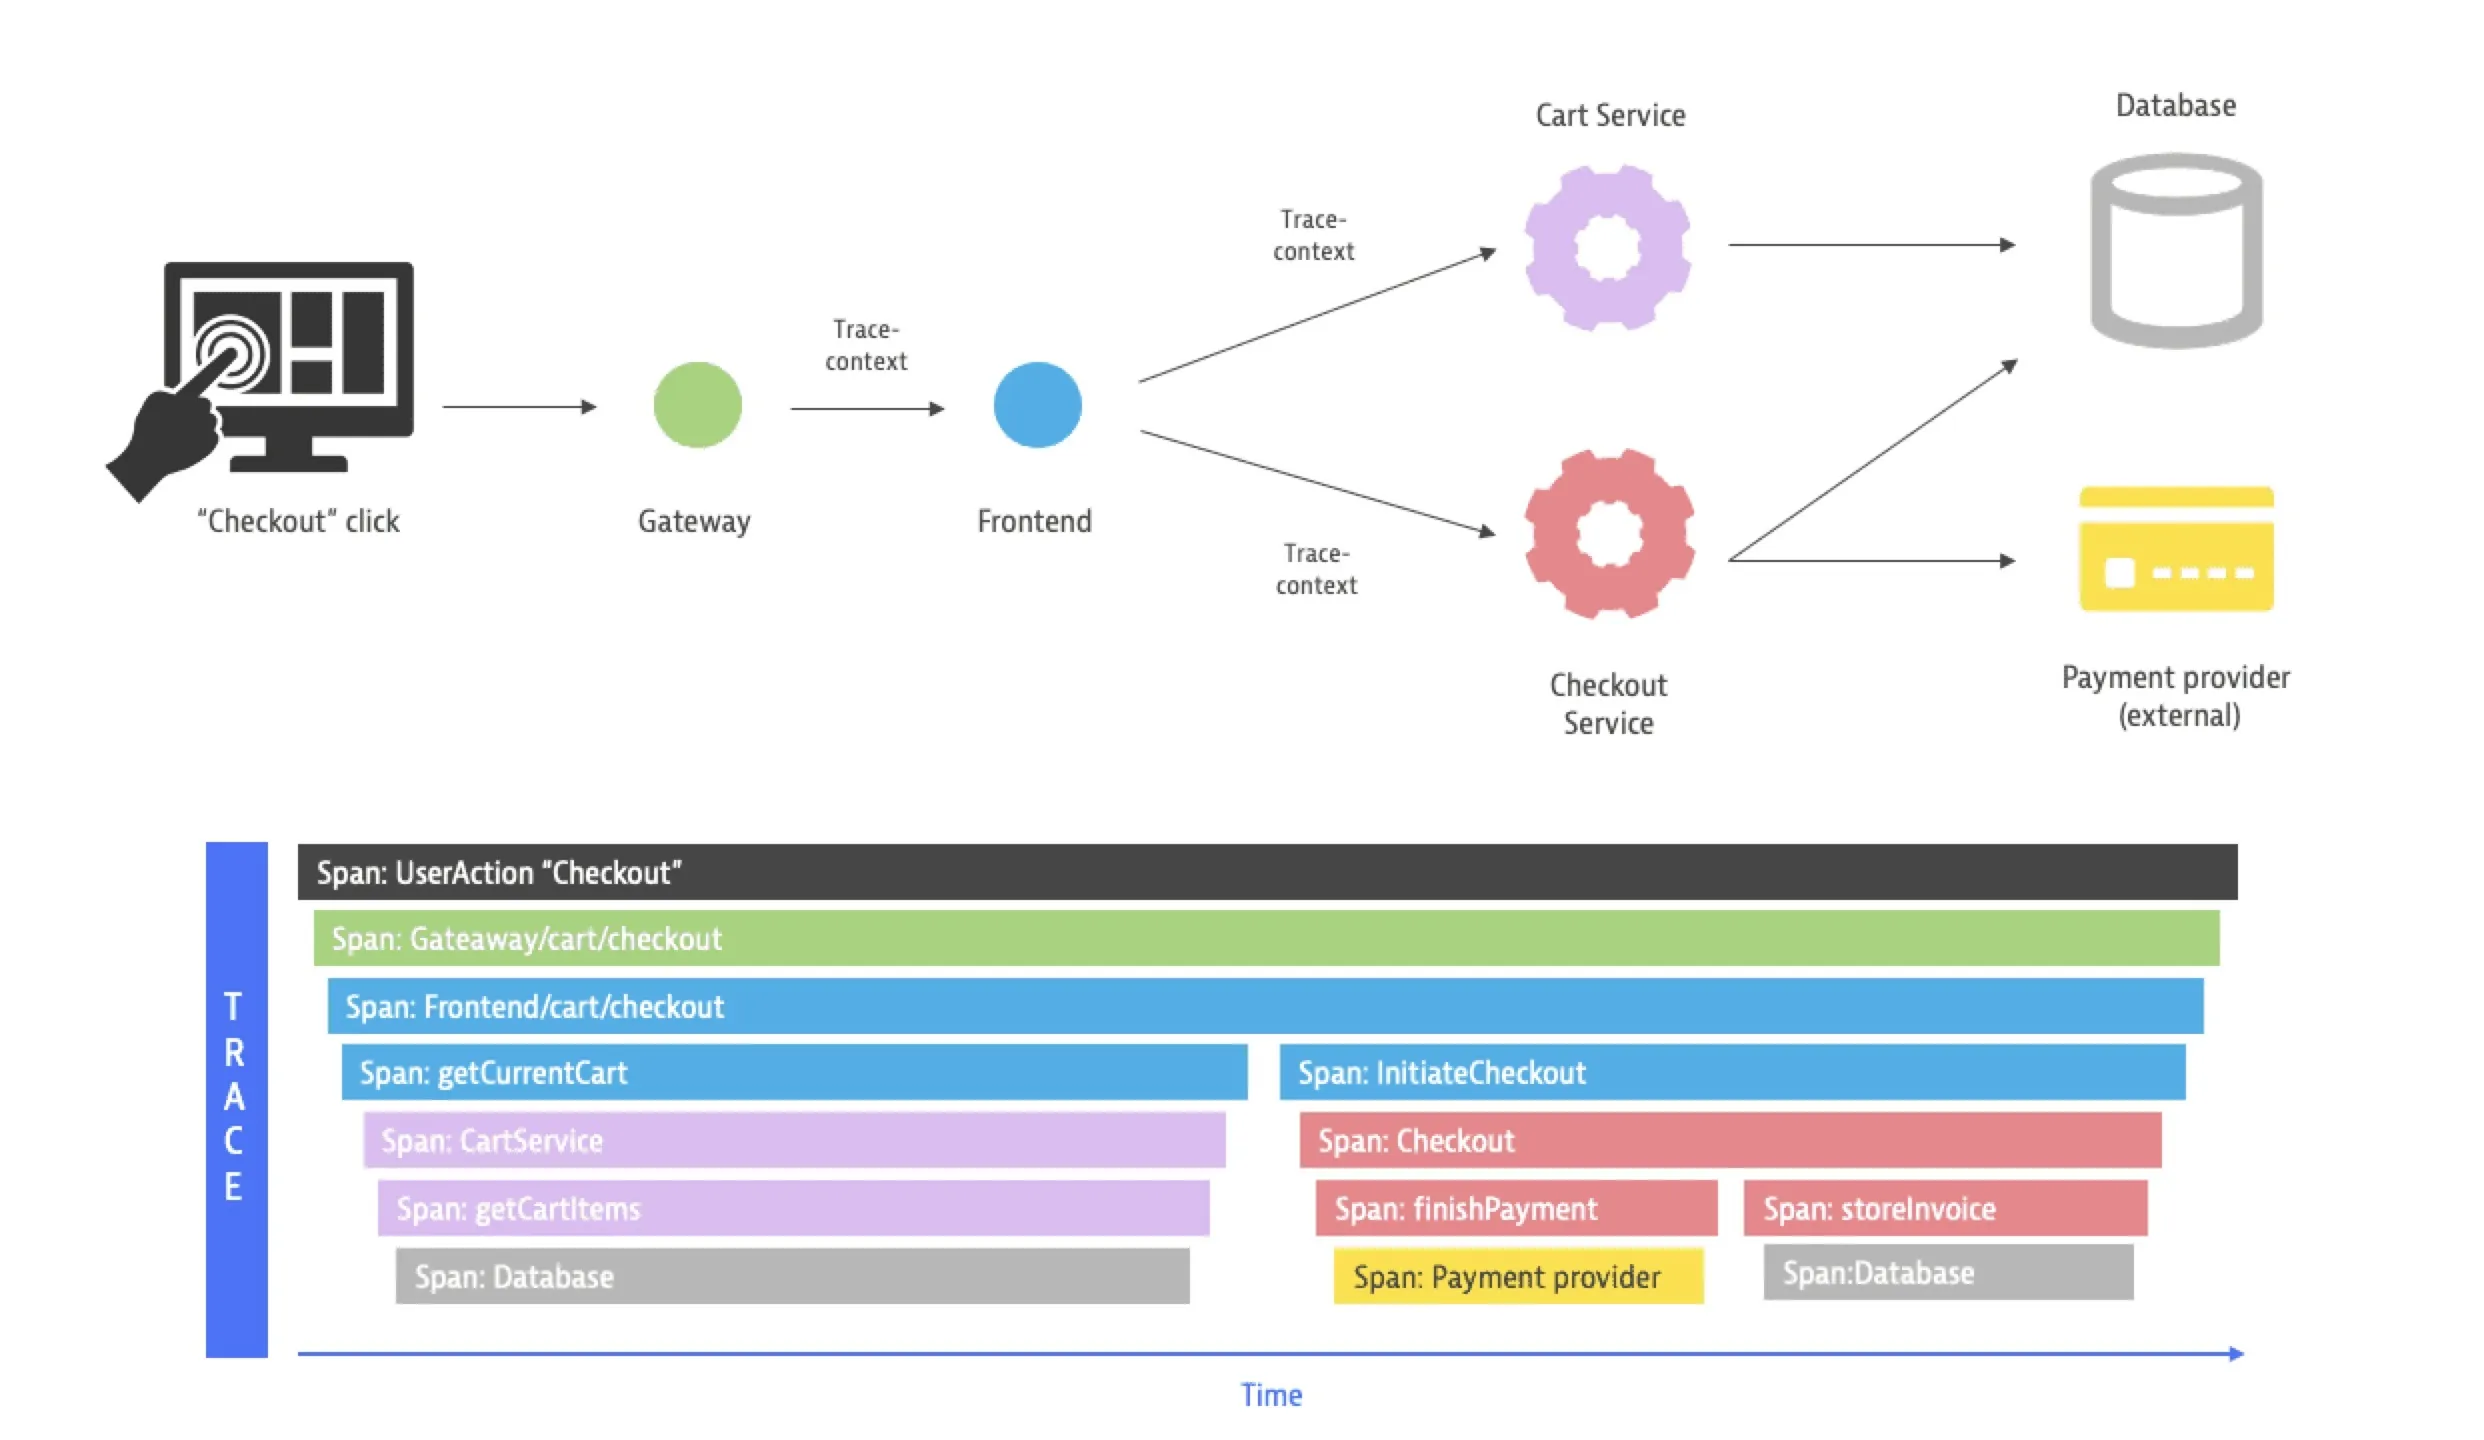 Cart Service
Database
Trace-
context
Trace-
context
"Checkout" click
Gateway
Frontend
Trace-
context
Checkout
Service
Payment provider
(external)
TRACE
Span: UserAction "Checkout"
Span: Gateaway/cart/checkout
Span: Frontend/cart/checkout
Span: getCurrentCart
Span: InitiateCheckout
Span: CartService
Span: Checkout
Span: getCartItems
Span: finishPayment
Span: storeInvoice
Span: Database
Span: Payment provider
Span:Database
Time